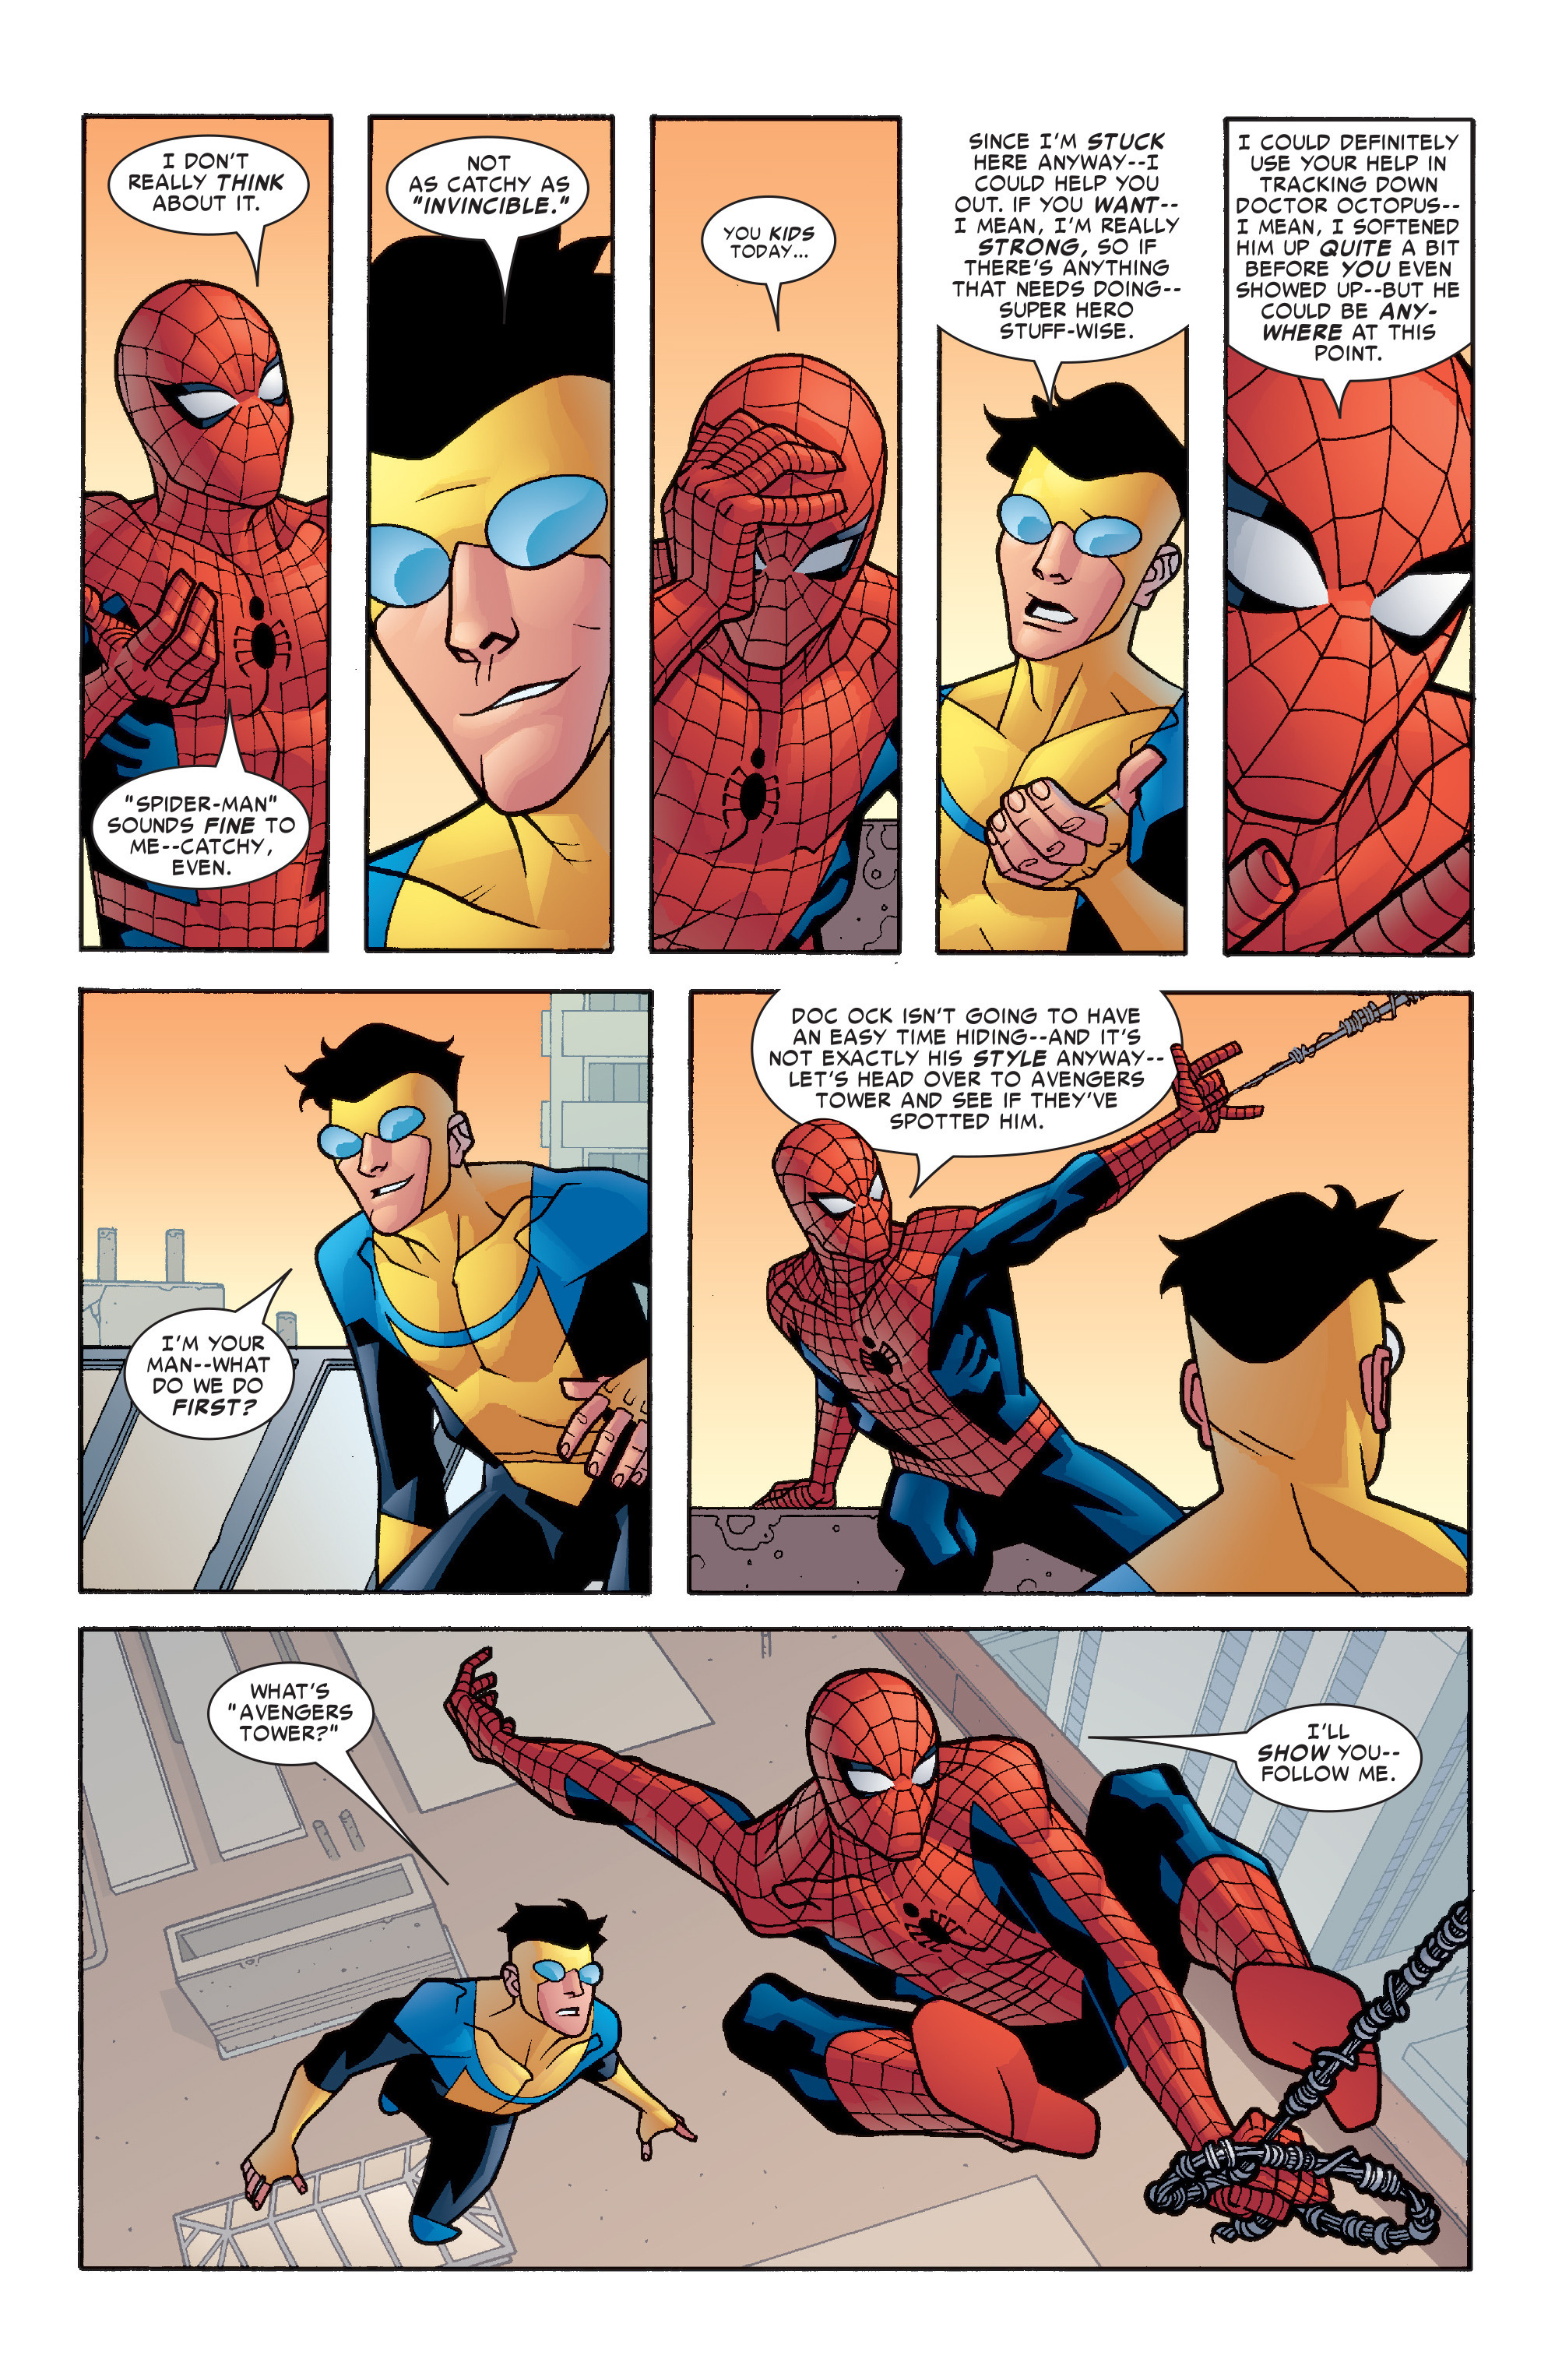 I DON'T
REALLY THINK
ABOUT IT.
"SPIDER-MAN"
SOUNDS FINE TO
ME--CATCHY,
EVEN.
NOT
AS CATCHY AS
"INVINCIBLE."
YOU KIDS
TODAY...
SINCE I'M STUCK
HERE ANYWAY--I
COULD HELP YOU
OUT. IF YOU WANT--
I MEAN, I'M REALLY
STRONG, SO IF
THERE'S ANYTHING
THAT NEEDS DOING--
SUPER HERO
STUFF-WISE.
I COULD DEFINITELY
USE YOUR HELP IN
TRACKING DOWN
DOCTOR OCTOPUS--
I MEAN, I SOFTENED
HIM UP QUITE A BIT
BEFORE YOU EVEN
SHOWED UP--BUT HE
COULD BE ANY-
WHERE AT THIS
POINT.
I'M YOUR
MAN--WHAT
DO WE DO
FIRST?
DOC OCK ISN'T GOING TO HAVE
AN EASY TIME HIDING--AND IT'S
NOT EXACTLY HIS STYLE ANYWAY--
LET'S HEAD OVER TO AVENGERS
TOWER AND SEE IF THEY'VE
SPOTTED HIM.
WHAT'S
"AVENGERS
TOWER?"
I'LL
SHOW YOU--
FOLLOW ME.